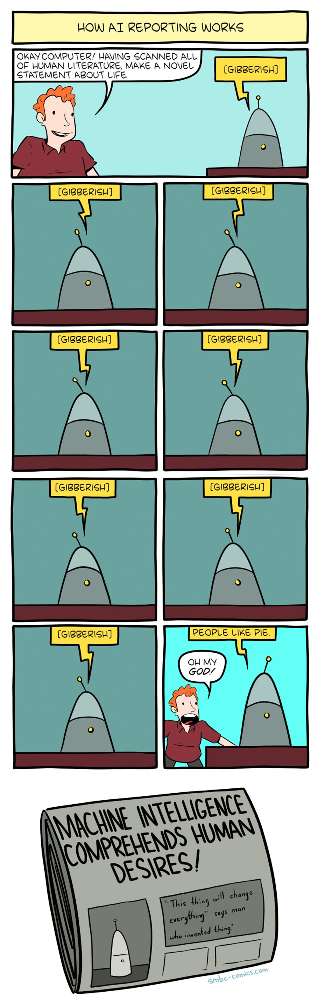 HOW AI REPORTING WORKS
OKAY COMPUTER! HAVING SCANNED ALL
OF HUMAN LITERATURE, MAKE A NOVEL
STATEMENT ABOUT LIFE.
[GIBBERISH]
[GIBBERISH]
[GIBBERISH]
[GIBBERISH]
[GIBBERISH]
[GIBBERISH]
[GIBBERISH]
[GIBBERISH]
PEOPLE LIKE PIE.
OH MY
GOD!
MACHINE INTELLIGENCE
COMPREHENDS HUMAN
DESIRES!
"This thing will change
everything" says man
who invented thing."
smbc-comics.com